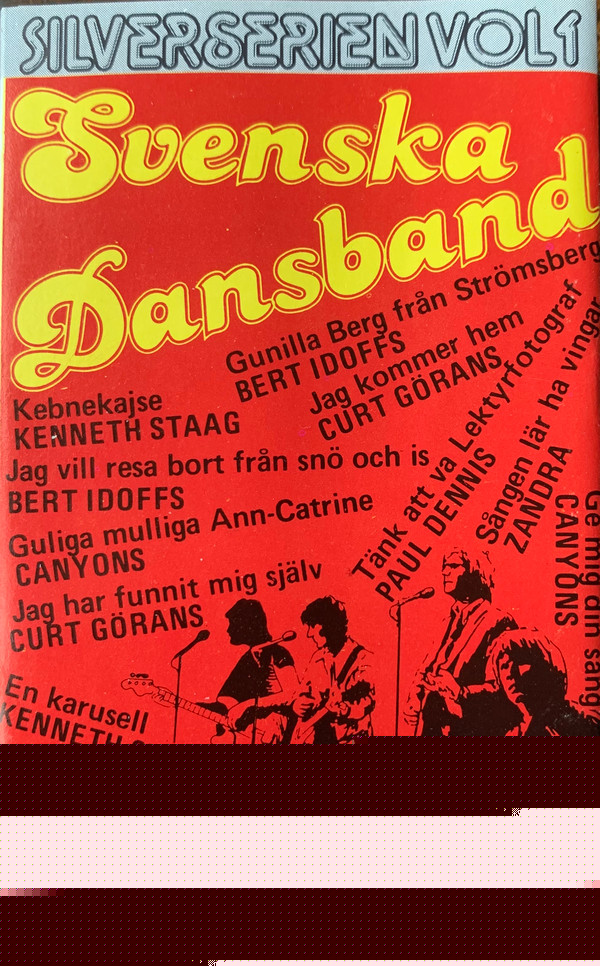 SILVERSERIEN VOL 1
Svenska
Dansband
Gunilla Berg från Strömsberg
BERT IDOFFS
Jag kommer hem
CURT GÖRANS
Kebnekajse
KENNETH STAAG
Jag vill resa bort från snö och is
BERT IDOFFS
Guliga mulliga Ann-Catrine
CANYONS
Jag har funnit mig själv
CURT GÖRANS
En karusell
KENNETH
Tänk att va Lektyrfotograf
PAUL DENNIS
Sången lär ha vingar
ZANDRA
Ge mig din sång
CANYONS